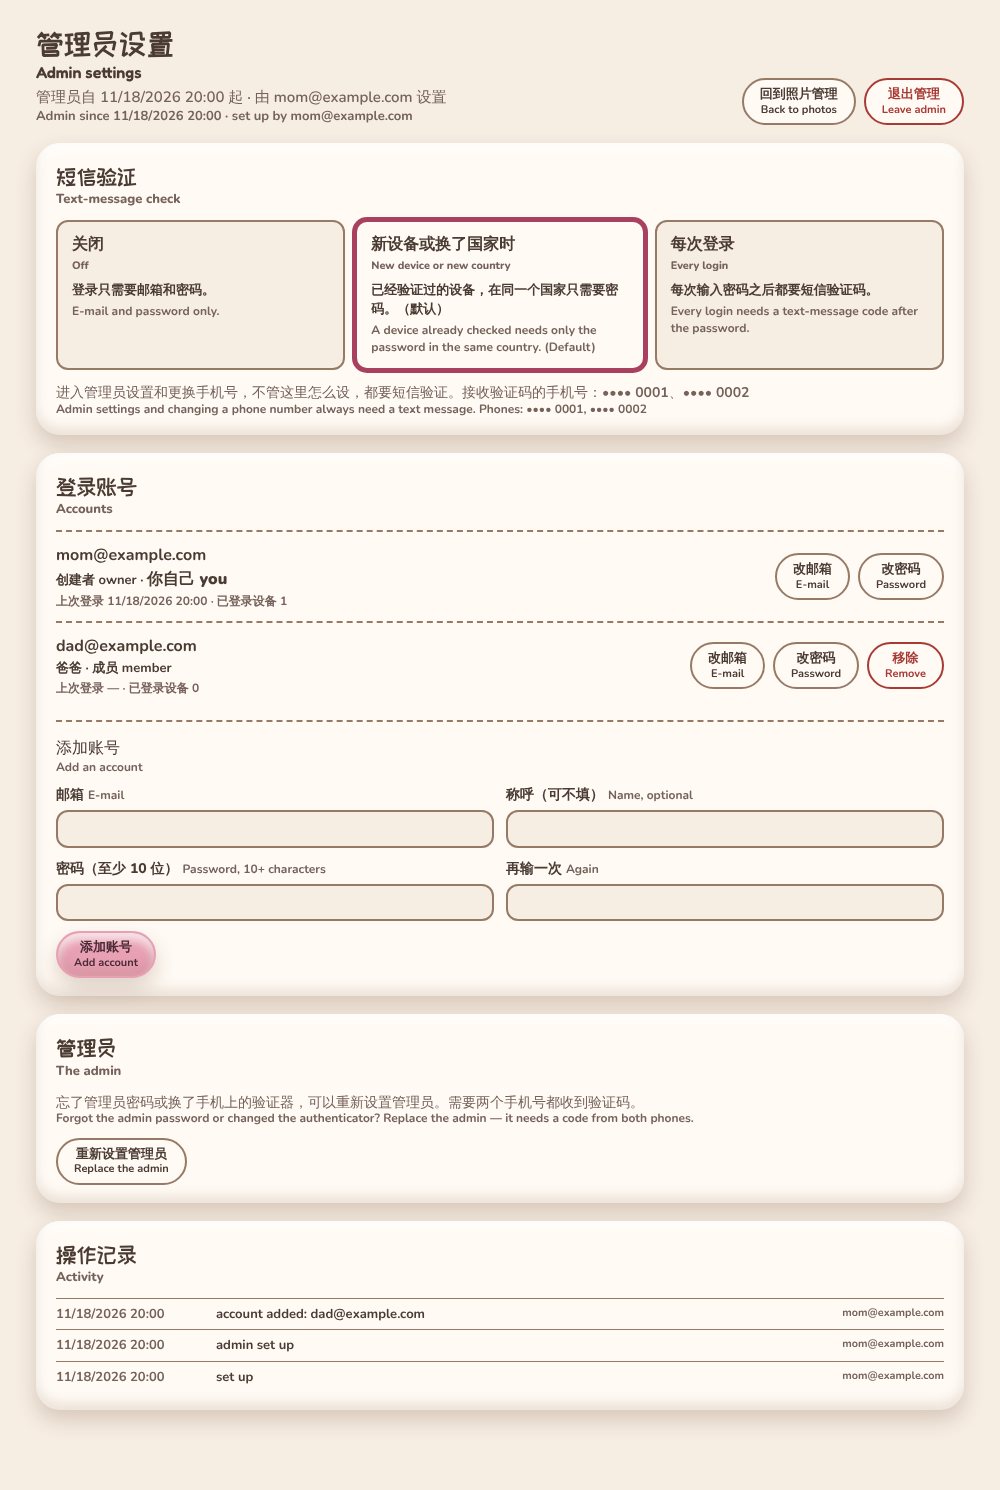 管理员设置
Admin settings
管理员自 11/18/2026 20:00 起 · 由 mom@example.com 设置
Admin since 11/18/2026 20:00 · set up by mom@example.com
回到照片管理
Back to photos
退出管理
Leave admin
短信验证
Text-message check
关闭
Off
登录只需要邮箱和密码。
E-mail and password only.
新设备或换了国家时
New device or new country
已经验证过的设备，在同一个国家只需要密
码。（默认）
A device already checked needs only the
password in the same country. (Default)
每次登录
Every login
每次输入密码之后都要短信验证码。
Every login needs a text-message code after
the password.
进入管理员设置和更换手机号，不管这里怎么设，都要短信验证。接收验证码的手机号：•••• 0001、•••• 0002
Admin settings and changing a phone number always need a text message. Phones: •••• 0001, •••• 0002
登录账号
Accounts
mom@example.com
创建者 owner · 你自己 you
上次登录 11/18/2026 20:00 · 已登录设备 1
改邮箱
E-mail
改密码
Password
dad@example.com
爸爸 · 成员 member
上次登录 — · 已登录设备 0
改邮箱
E-mail
改密码
Password
移除
Remove
添加账号
Add an account
邮箱 E-mail
称呼（可不填） Name, optional
密码（至少 10 位） Password, 10+ characters
再输一次 Again
添加账号
Add account
管理员
The admin
忘了管理员密码或换了手机上的验证器，可以重新设置管理员。需要两个手机号都收到验证码。
Forgot the admin password or changed the authenticator? Replace the admin — it needs a code from both phones.
重新设置管理员
Replace the admin
操作记录
Activity
11/18/2026 20:00 account added: dad@example.com mom@example.com
11/18/2026 20:00 admin set up mom@example.com
11/18/2026 20:00 set up mom@example.com